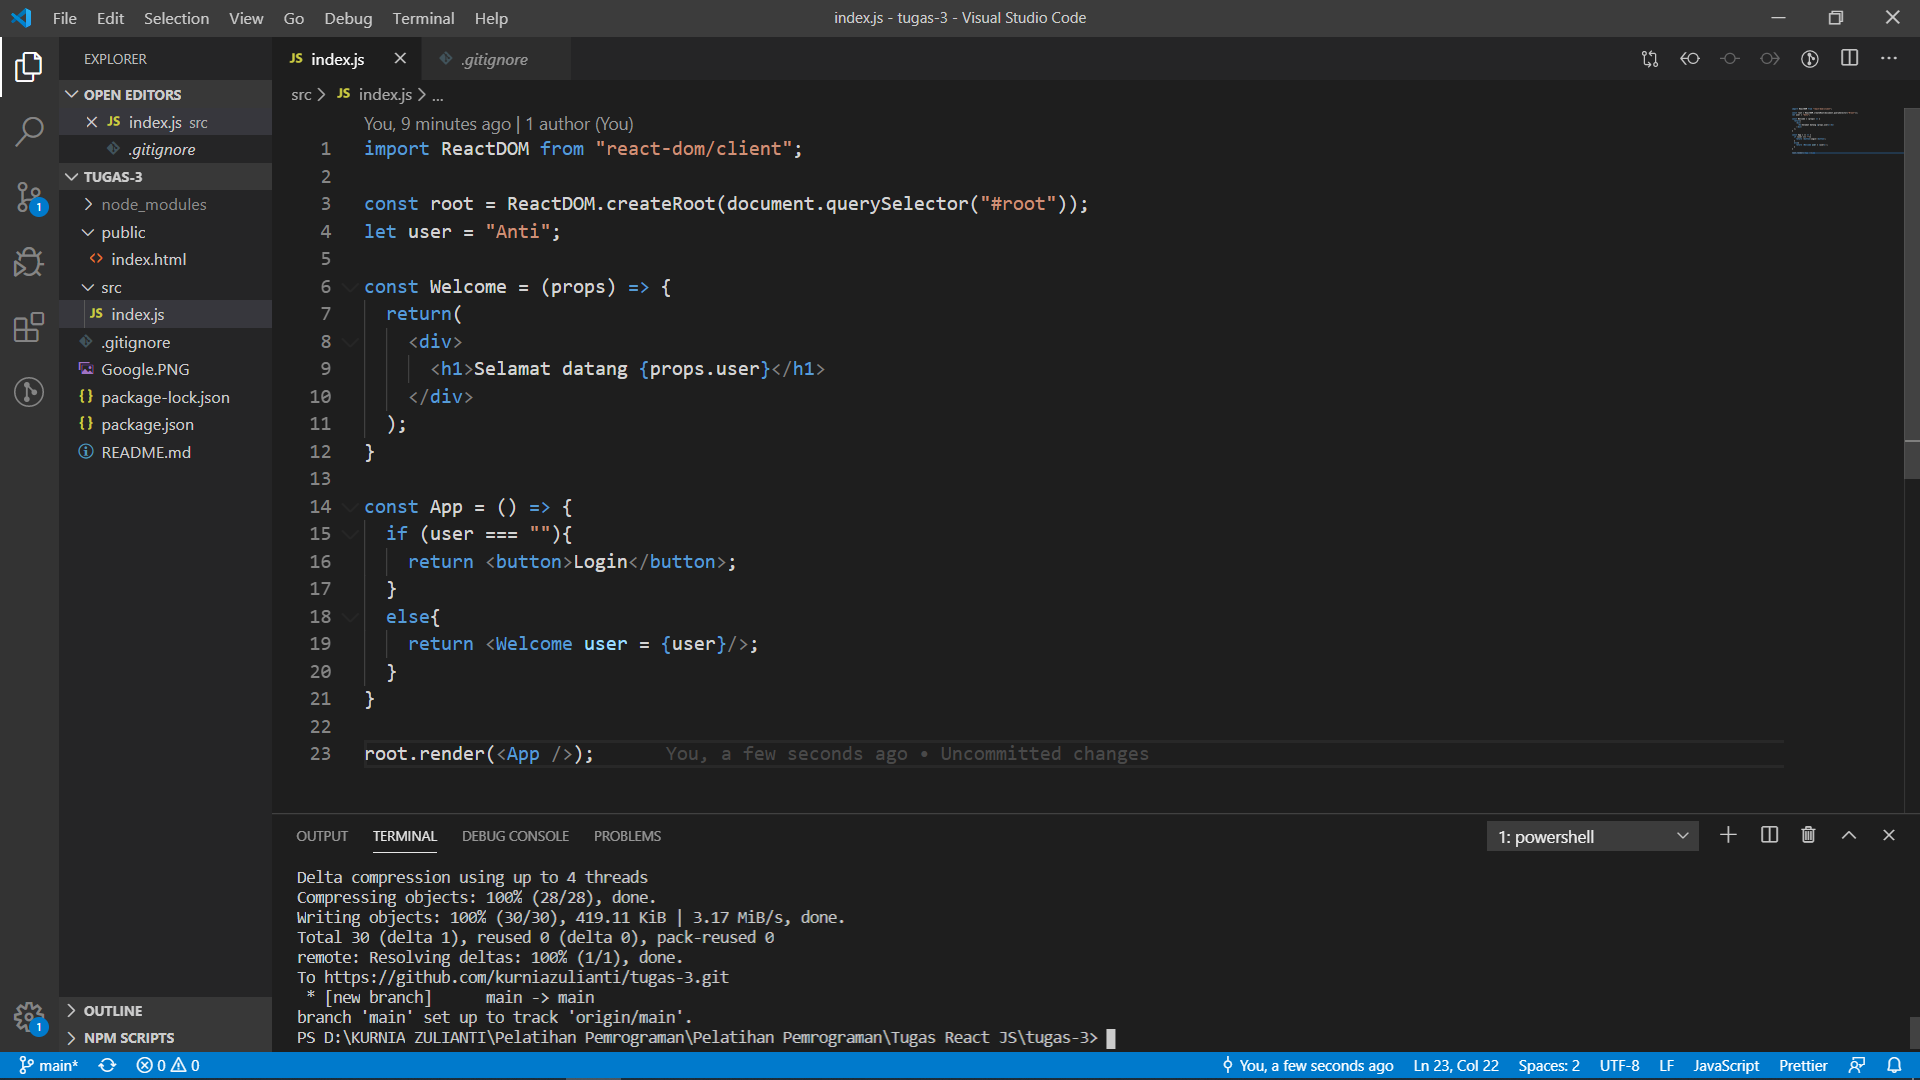 File Edit Selection View Go Debug Terminal Help
index.js - tugas-3 - Visual Studio Code
EXPLORER
OPEN EDITORS
JS index.js src
.gitignore
TUGAS-3
node_modules
public
<> index.html
src
JS index.js
.gitignore
Google.PNG
{} package-lock.json
{} package.json
README.md
OUTLINE
NPM SCRIPTS
1
1
JS index.js
.gitignore
src > JS index.js > ...
You, 9 minutes ago | 1 author (You)
1 import ReactDOM from "react-dom/client";
2
3 const root = ReactDOM.createRoot(document.querySelector("#root"));
4 let user = "Anti";
5
6 const Welcome = (props) => {
7 return(
8 <div>
9 <h1>Selamat datang {props.user}</h1>
10 </div>
11 );
12 }
13
14 const App = () => {
15 if (user === ""){
16 return <button>Login</button>;
17 }
18 else{
19 return <Welcome user = {user}/>;
20 }
21 }
22
23 root.render(<App />); You, a few seconds ago • Uncommitted changes
OUTPUT TERMINAL DEBUG CONSOLE PROBLEMS
1: powershell
Delta compression using up to 4 threads
Compressing objects: 100% (28/28), done.
Writing objects: 100% (30/30), 419.11 KiB | 3.17 MiB/s, done.
Total 30 (delta 1), reused 0 (delta 0), pack-reused 0
remote: Resolving deltas: 100% (1/1), done.
To https://github.com/kurniazulianti/tugas-3.git
* [new branch] main -> main
branch 'main' set up to track 'origin/main'.
PS D:\KURNIA ZULIANTI\Pelatihan Pemrograman\Pelatihan Pemrograman\Tugas React JS\tugas-3>
main* 0 0 You, a few seconds ago Ln 23, Col 22 Spaces: 2 UTF-8 LF JavaScript Prettier